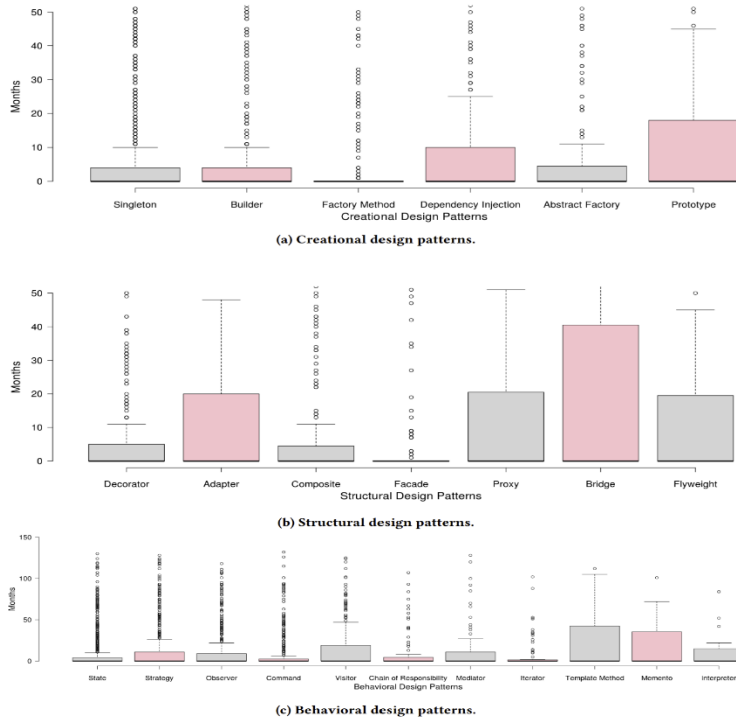 50
40
30
20
10
0
Months
Singleton Builder Factory Method Dependency Injection Abstract Factory Prototype
Creational Design Patterns
(a) Creational design patterns.
50
40
30
20
10
0
Months
Decorator Adapter Composite Facade Proxy Bridge Flyweight
Structural Design Patterns
(b) Structural design patterns.
150
100
50
0
Months
State Strategy Observer Command Visitor Chain of Responsibility Mediator Iterator Template Method Memento Interpreter
Behavioral Design Patterns
(c) Behavioral design patterns.